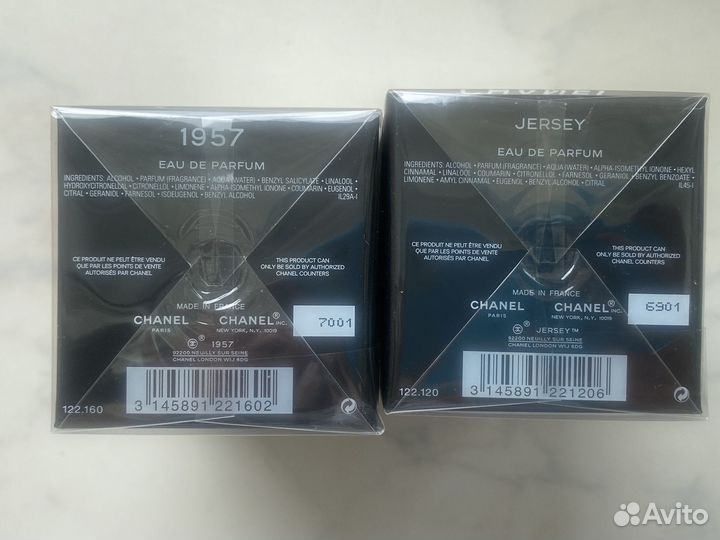 1957
EAU DE PARFUM
INGREDIENTS: ALCOHOL • PARFUM (FRAGRANCE) • AQUA (WATER) • BENZYL SALICYLATE • LINALOOL •
HYDROXYCITRONELLAL • CITRONELLOL • LIMONENE • ALPHA-ISOMETHYL IONONE • COUMARIN • EUGENOL •
CITRAL • GERANIOL • FARNESOL • ISOEUGENOL • BENZYL ALCOHOL
IL29A-I
CE PRODUIT NE PEUT ÊTRE VENDU
QUE PAR LES POINTS DE VENTE
AUTORISÉS PAR CHANEL
THIS PRODUCT CAN
ONLY BE SOLD BY AUTHORIZED
CHANEL COUNTERS
MADE IN FRANCE
CHANEL CHANEL® INC.
PARIS NEW YORK, N.Y. 10019
7001
® 1957
92200 NEUILLY SUR SEINE
CHANEL LONDON W1J 6DG
122.160
3 145891 221602
CHANEL
JERSEY
EAU DE PARFUM
INGREDIENTS: ALCOHOL • PARFUM (FRAGRANCE) • AQUA (WATER) • ALPHA-ISOMETHYL IONONE • HEXYL
CINNAMAL • LINALOOL • COUMARIN • CITRONELLOL • FARNESOL • GERANIOL • BENZYL BENZOATE •
LIMONENE • AMYL CINNAMAL • EUGENOL • BENZYL ALCOHOL • CITRAL
IL45-I
CE PRODUIT NE PEUT ÊTRE VENDU
QUE PAR LES POINTS DE VENTE
AUTORISÉS PAR CHANEL
THIS PRODUCT CAN
ONLY BE SOLD BY AUTHORIZED
CHANEL COUNTERS
MADE IN FRANCE
CHANEL CHANEL® INC.
PARIS NEW YORK, N.Y. 10019
6901
® JERSEY™
92200 NEUILLY SUR SEINE
CHANEL LONDON W1J 6DG
122.120
3 145891 221206
Avito